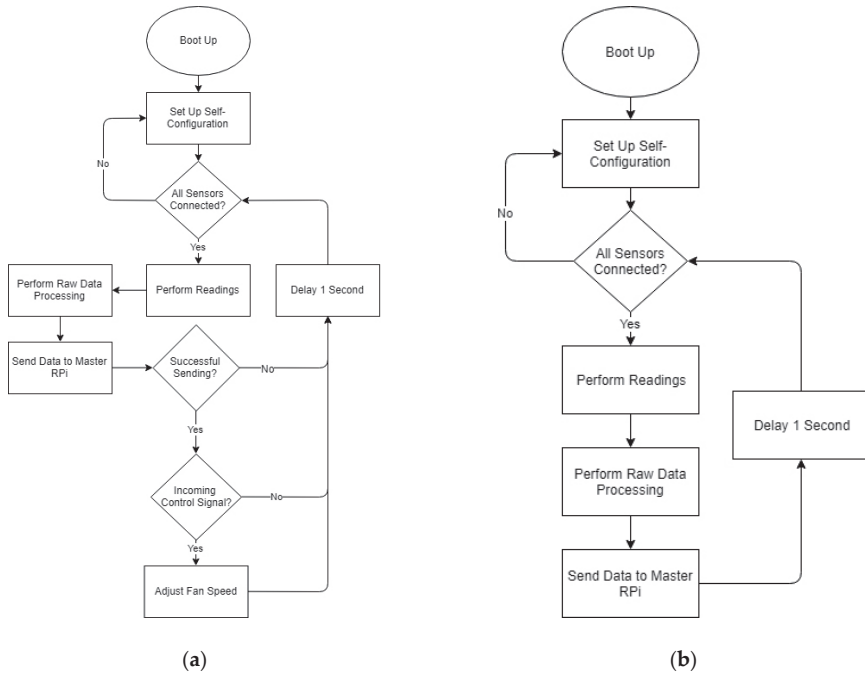 Boot Up
Set Up Self-
Configuration
No
All Sensors
Connected?
Yes
Perform Raw Data
Processing
Perform Readings
Delay 1 Second
Send Data to Master
RPi
Successful
Sending?
No
Yes
Incoming
Control Signal?
No
Yes
Adjust Fan Speed
(a)
Boot Up
Set Up Self-
Configuration
No
All Sensors
Connected?
Yes
Perform Readings
Delay 1 Second
Perform Raw Data
Processing
Send Data to Master
RPi
(b)